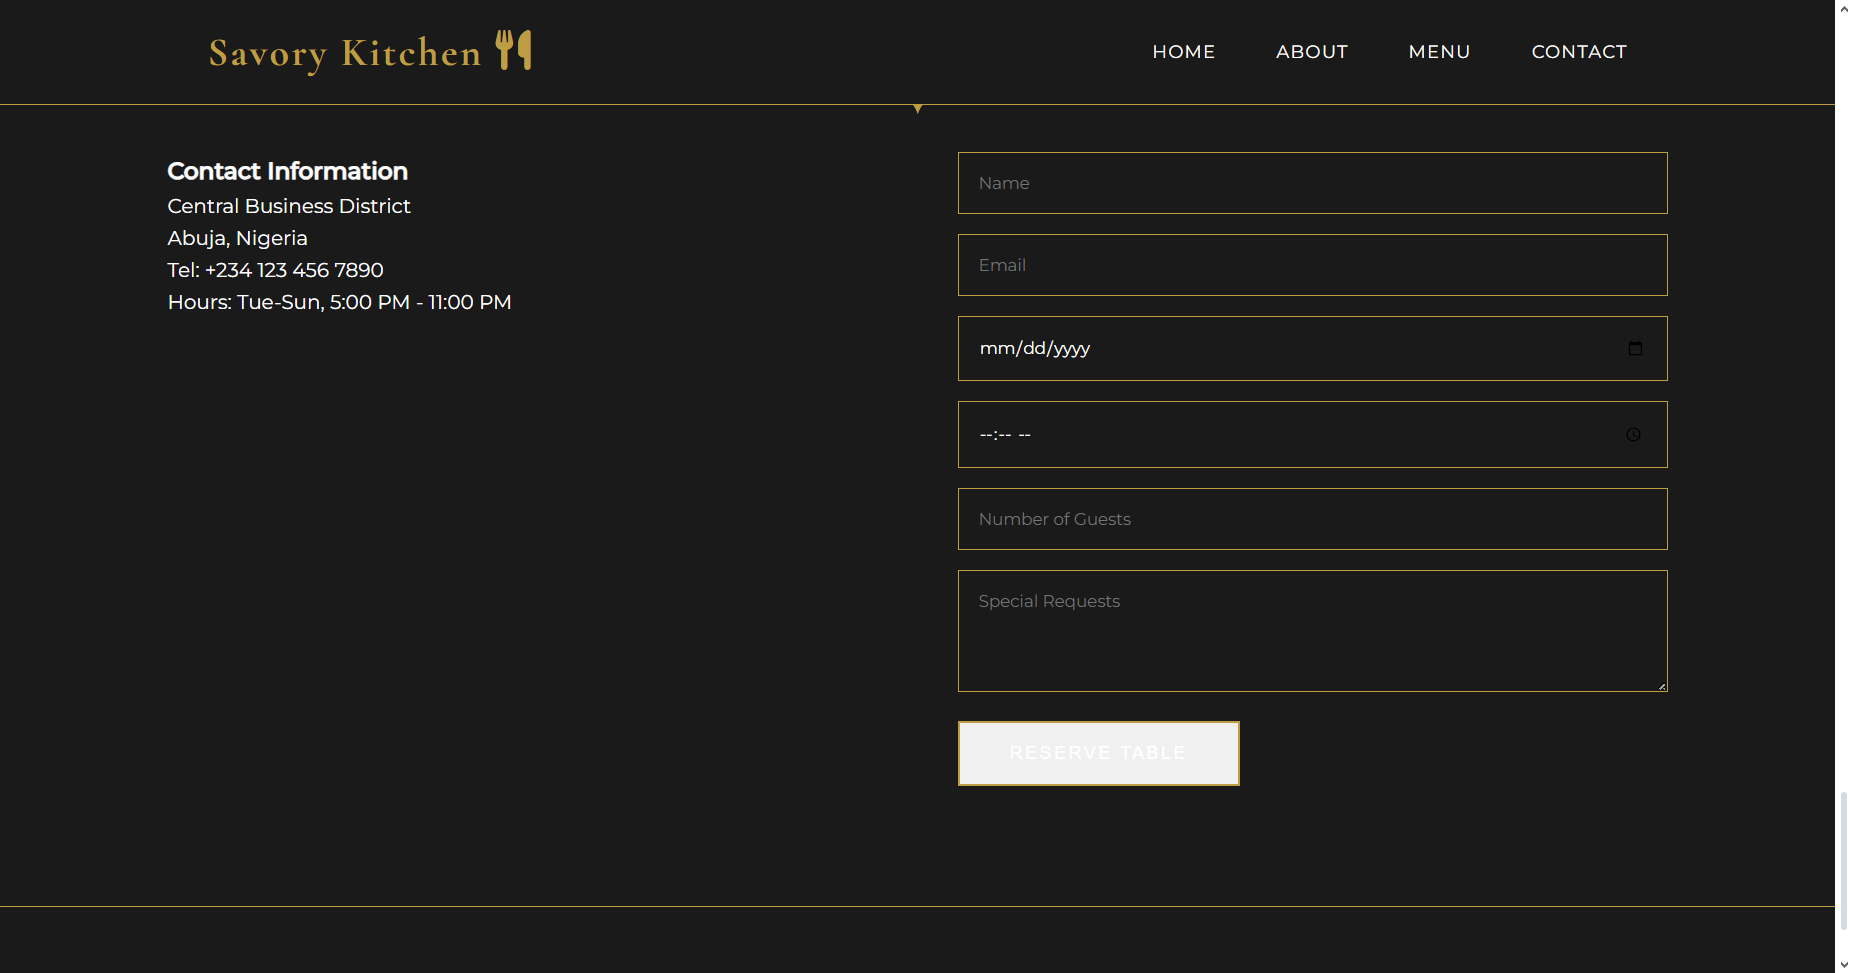 Savory Kitchen
HOME
ABOUT
MENU
CONTACT
Contact Information
Central Business District
Abuja, Nigeria
Tel: +234 123 456 7890
Hours: Tue-Sun, 5:00 PM - 11:00 PM
Name
Email
mm/dd/yyyy
--:-- --
Number of Guests
Special Requests
RESERVE TABLE